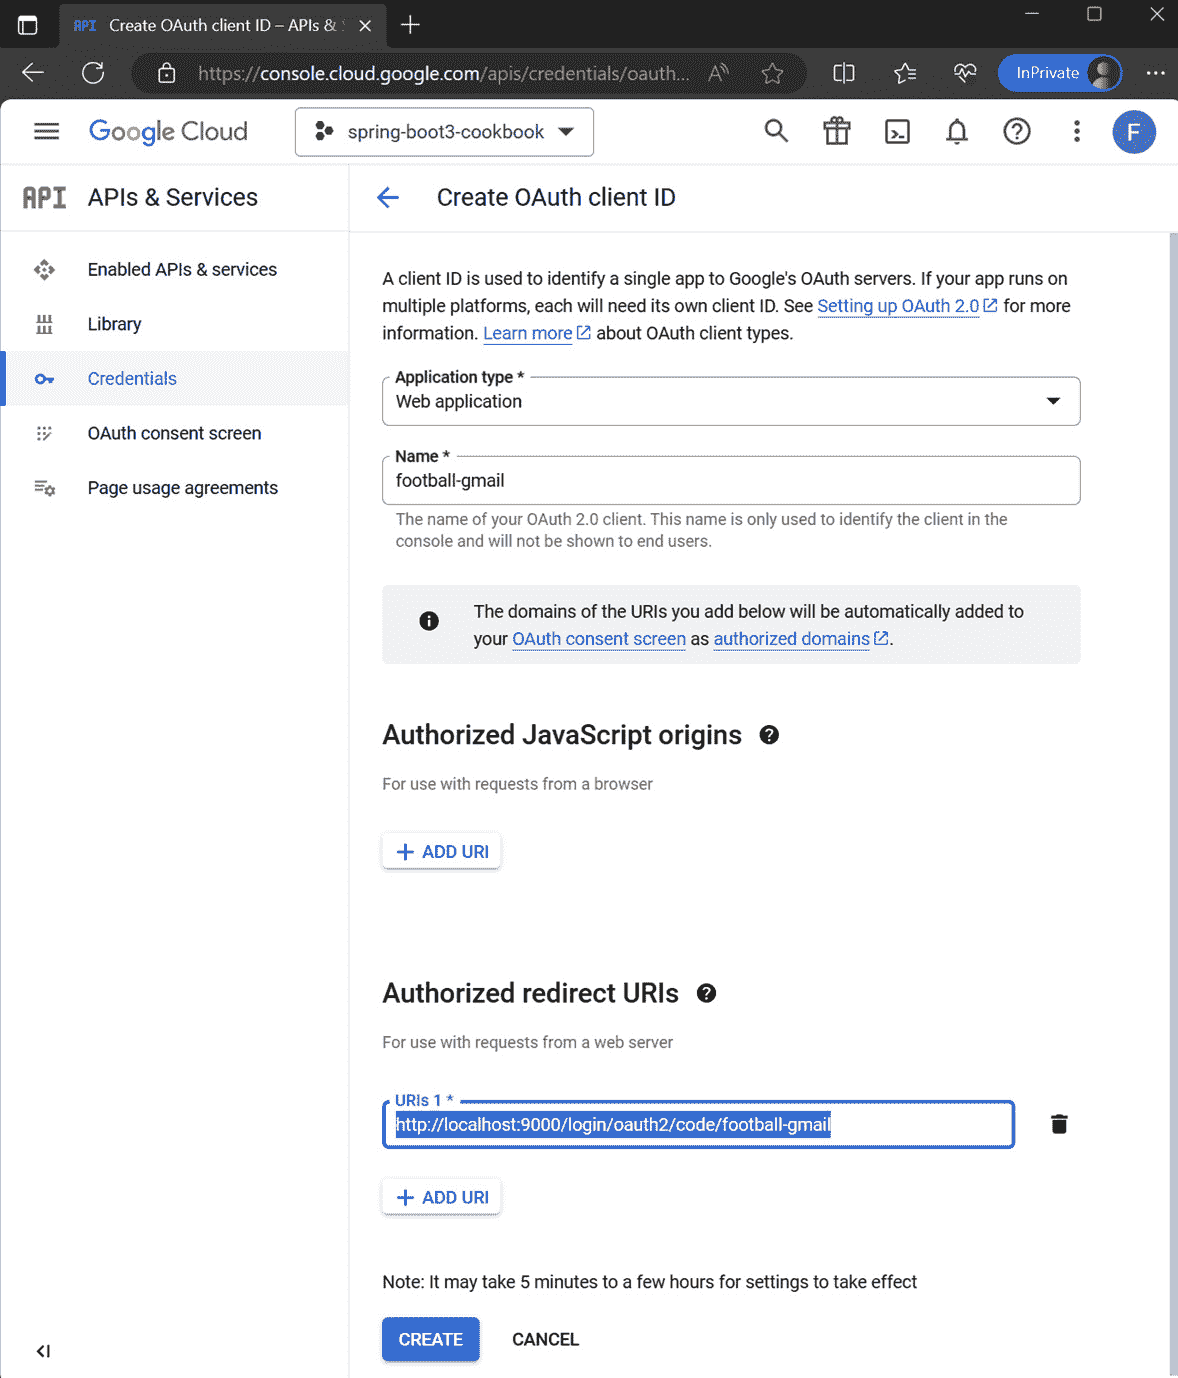 API Create OAuth client ID – APIs &
https://console.cloud.google.com/apis/credentials/oauth...
InPrivate
Google Cloud
spring-boot3-cookbook
F
API APIs & Services
Create OAuth client ID
Enabled APIs & services
Library
Credentials
OAuth consent screen
Page usage agreements
A client ID is used to identify a single app to Google's OAuth servers. If your app runs on
multiple platforms, each will need its own client ID. See Setting up OAuth 2.0 for more
information. Learn more about OAuth client types.
Application type *
Web application
Name *
football-gmail
The name of your OAuth 2.0 client. This name is only used to identify the client in the
console and will not be shown to end users.
The domains of the URIs you add below will be automatically added to
your OAuth consent screen as authorized domains.
Authorized JavaScript origins
For use with requests from a browser
+ ADD URI
Authorized redirect URIs
For use with requests from a web server
URIs 1 *
http://localhost:9000/login/oauth2/code/football-gmail
+ ADD URI
Note: It may take 5 minutes to a few hours for settings to take effect
CREATE
CANCEL